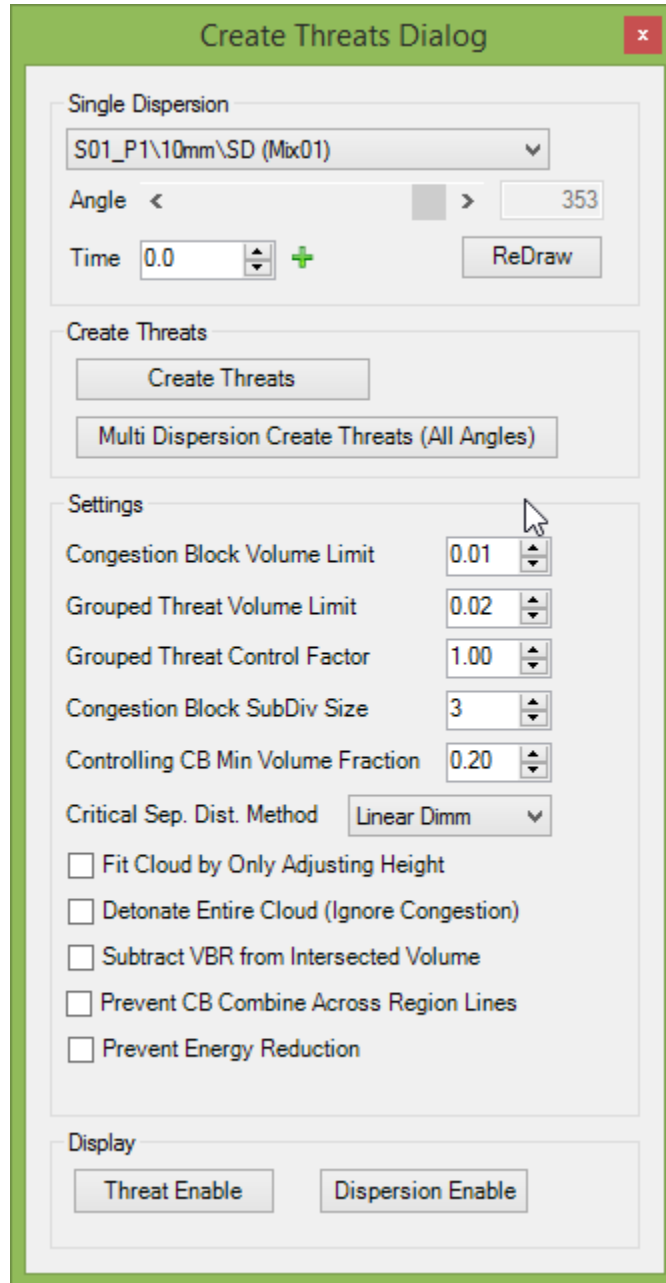 Create Threats Dialog
x
Single Dispersion
S01_P1\10mm\SD (Mix01)
Angle < > 353
Time 0.0 ReDraw
Create Threats
Create Threats
Multi Dispersion Create Threats (All Angles)
Settings
Congestion Block Volume Limit 0.01
Grouped Threat Volume Limit 0.02
Grouped Threat Control Factor 1.00
Congestion Block SubDiv Size 3
Controlling CB Min Volume Fraction 0.20
Critical Sep. Dist. Method Linear Dimm
Fit Cloud by Only Adjusting Height
Detonate Entire Cloud (Ignore Congestion)
Subtract VBR from Intersected Volume
Prevent CB Combine Across Region Lines
Prevent Energy Reduction
Display
Threat Enable Dispersion Enable